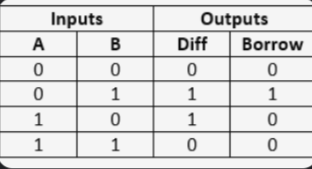 Inputs Outputs
A B Diff Borrow
0 0 0 0
0 1 1 1
1 0 1 0
1 1 0 0